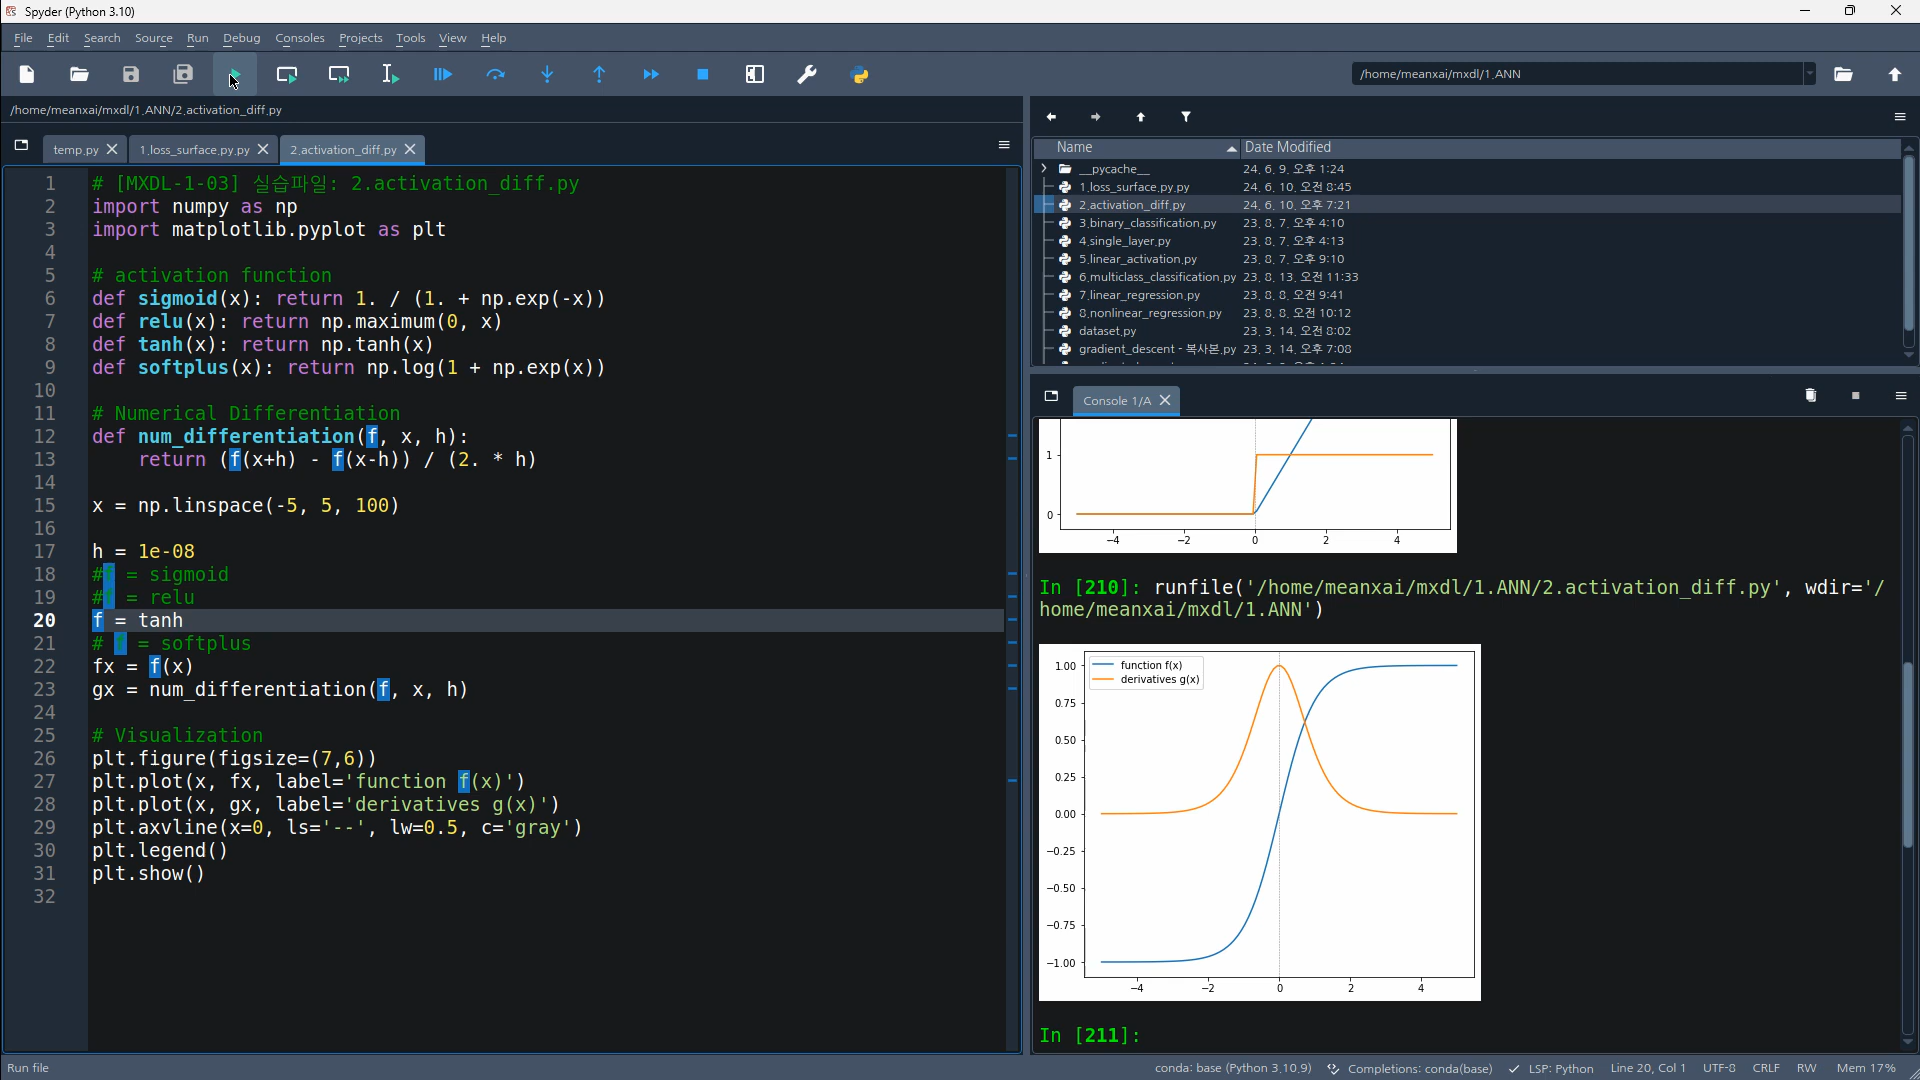 Spyder (Python 3.10)
File Edit Search Source Run Debug Consoles Projects Tools View Help
/home/meanxai/mxdl/1.ANN
/home/meanxai/mxdl/1.ANN/2.activation_diff.py
temp.py 1.loss_surface.py.py 2.activation_diff.py
1 # [MXDL-1-03] 실습파일: 2.activation_diff.py
2 import numpy as np
3 import matplotlib.pyplot as plt
4
5 # activation function
6 def sigmoid(x): return 1. / (1. + np.exp(-x))
7 def relu(x): return np.maximum(0, x)
8 def tanh(x): return np.tanh(x)
9 def softplus(x): return np.log(1 + np.exp(x))
10
11 # Numerical Differentiation
12 def num_differentiation(f, x, h):
13     return (f(x+h) - f(x-h)) / (2. * h)
14
15 x = np.linspace(-5, 5, 100)
16
17 h = 1e-08
18 #f = sigmoid
19 #f = relu
20 f = tanh
21 # f = softplus
22 fx = f(x)
23 gx = num_differentiation(f, x, h)
24
25 # Visualization
26 plt.figure(figsize=(7,6))
27 plt.plot(x, fx, label='function f(x)')
28 plt.plot(x, gx, label='derivatives g(x)')
29 plt.axvline(x=0, ls='--', lw=0.5, c='gray')
30 plt.legend()
31 plt.show()
32
Name Date Modified
__pycache__ 24. 6. 9. 오후 1:24
1.loss_surface.py.py 24. 6. 10. 오전 8:45
2.activation_diff.py 24. 6. 10. 오후 7:21
3.binary_classification.py 23. 8. 7. 오후 4:10
4.single_layer.py 23. 8. 7. 오후 4:13
5.linear_activation.py 23. 8. 7. 오후 9:10
6.multiclass_classification.py 23. 8. 13. 오전 11:33
7.linear_regression.py 23. 8. 8. 오전 9:41
8.nonlinear_regression.py 23. 8. 8. 오전 10:12
dataset.py 23. 3. 14. 오전 8:02
gradient_descent - 복사본.py 23. 3. 14. 오후 7:08
Console 1/A
1
0
−4 −2 0 2 4
In [210]: runfile('/home/meanxai/mxdl/1.ANN/2.activation_diff.py', wdir='/
home/meanxai/mxdl/1.ANN')
function f(x)
derivatives g(x)
1.00
0.75
0.50
0.25
0.00
−0.25
−0.50
−0.75
−1.00
−4 −2 0 2 4
In [211]:
Run file
conda: base (Python 3.10.9) Completions: conda(base) LSP: Python Line 20, Col 1 UTF-8 CRLF RW Mem 17%